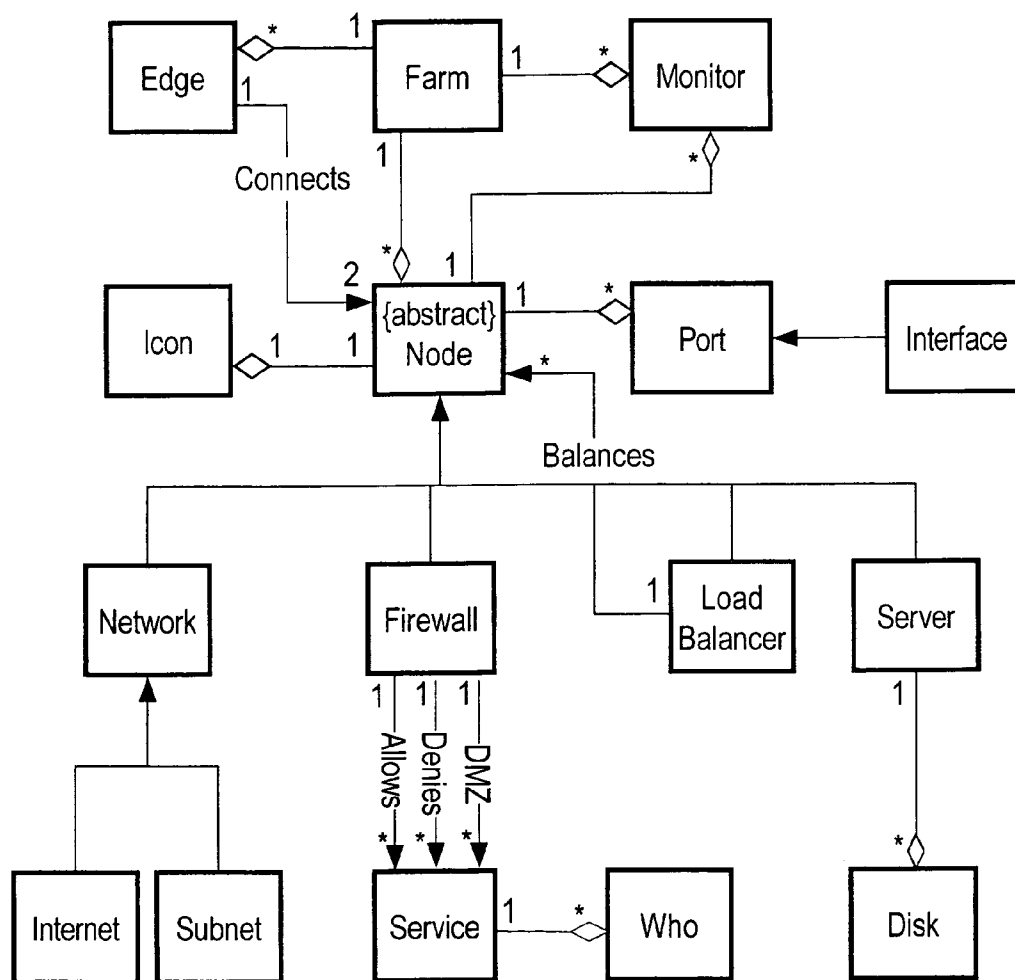 Edge
*
1
Farm
1
*
Monitor
1
1
*
Connects
*
1
2
Icon
1
1
{abstract}
Node
1
*
Port
Interface
*
Balances
Network
Firewall
1
Load
Balancer
Server
1
1
1
1
Allows
Denies
DMZ
*
*
*
*
Internet
Subnet
Service
1
*
Who
Disk